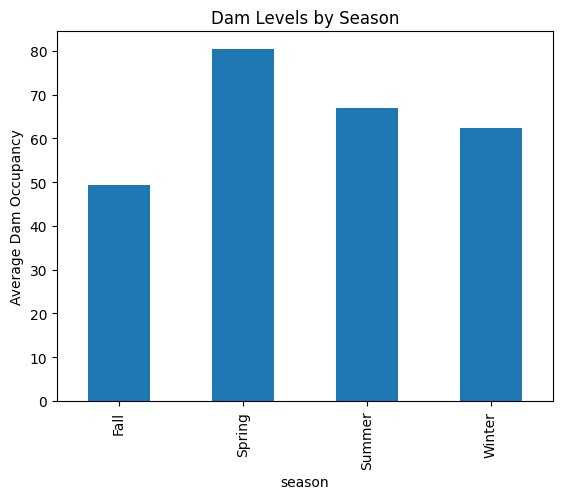 Dam Levels by Season
Average Dam Occupancy
80
70
60
50
40
30
20
10
0
Fall
Spring
Summer
Winter
season